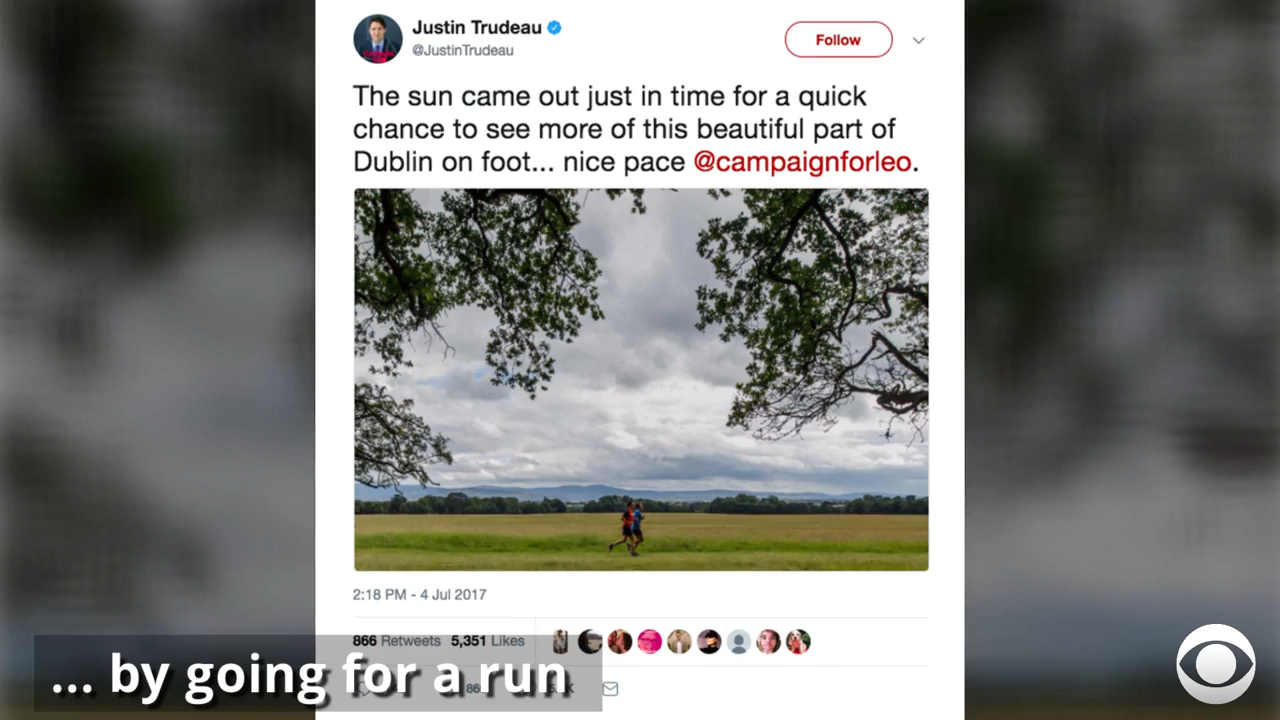 Justin Trudeau
@JustinTrudeau
Follow
The sun came out just in time for a quick
chance to see more of this beautiful part of
Dublin on foot... nice pace @campaignforleo.
2:18 PM - 4 Jul 2017
866 Retweets 5,351 Likes
... by going for a run